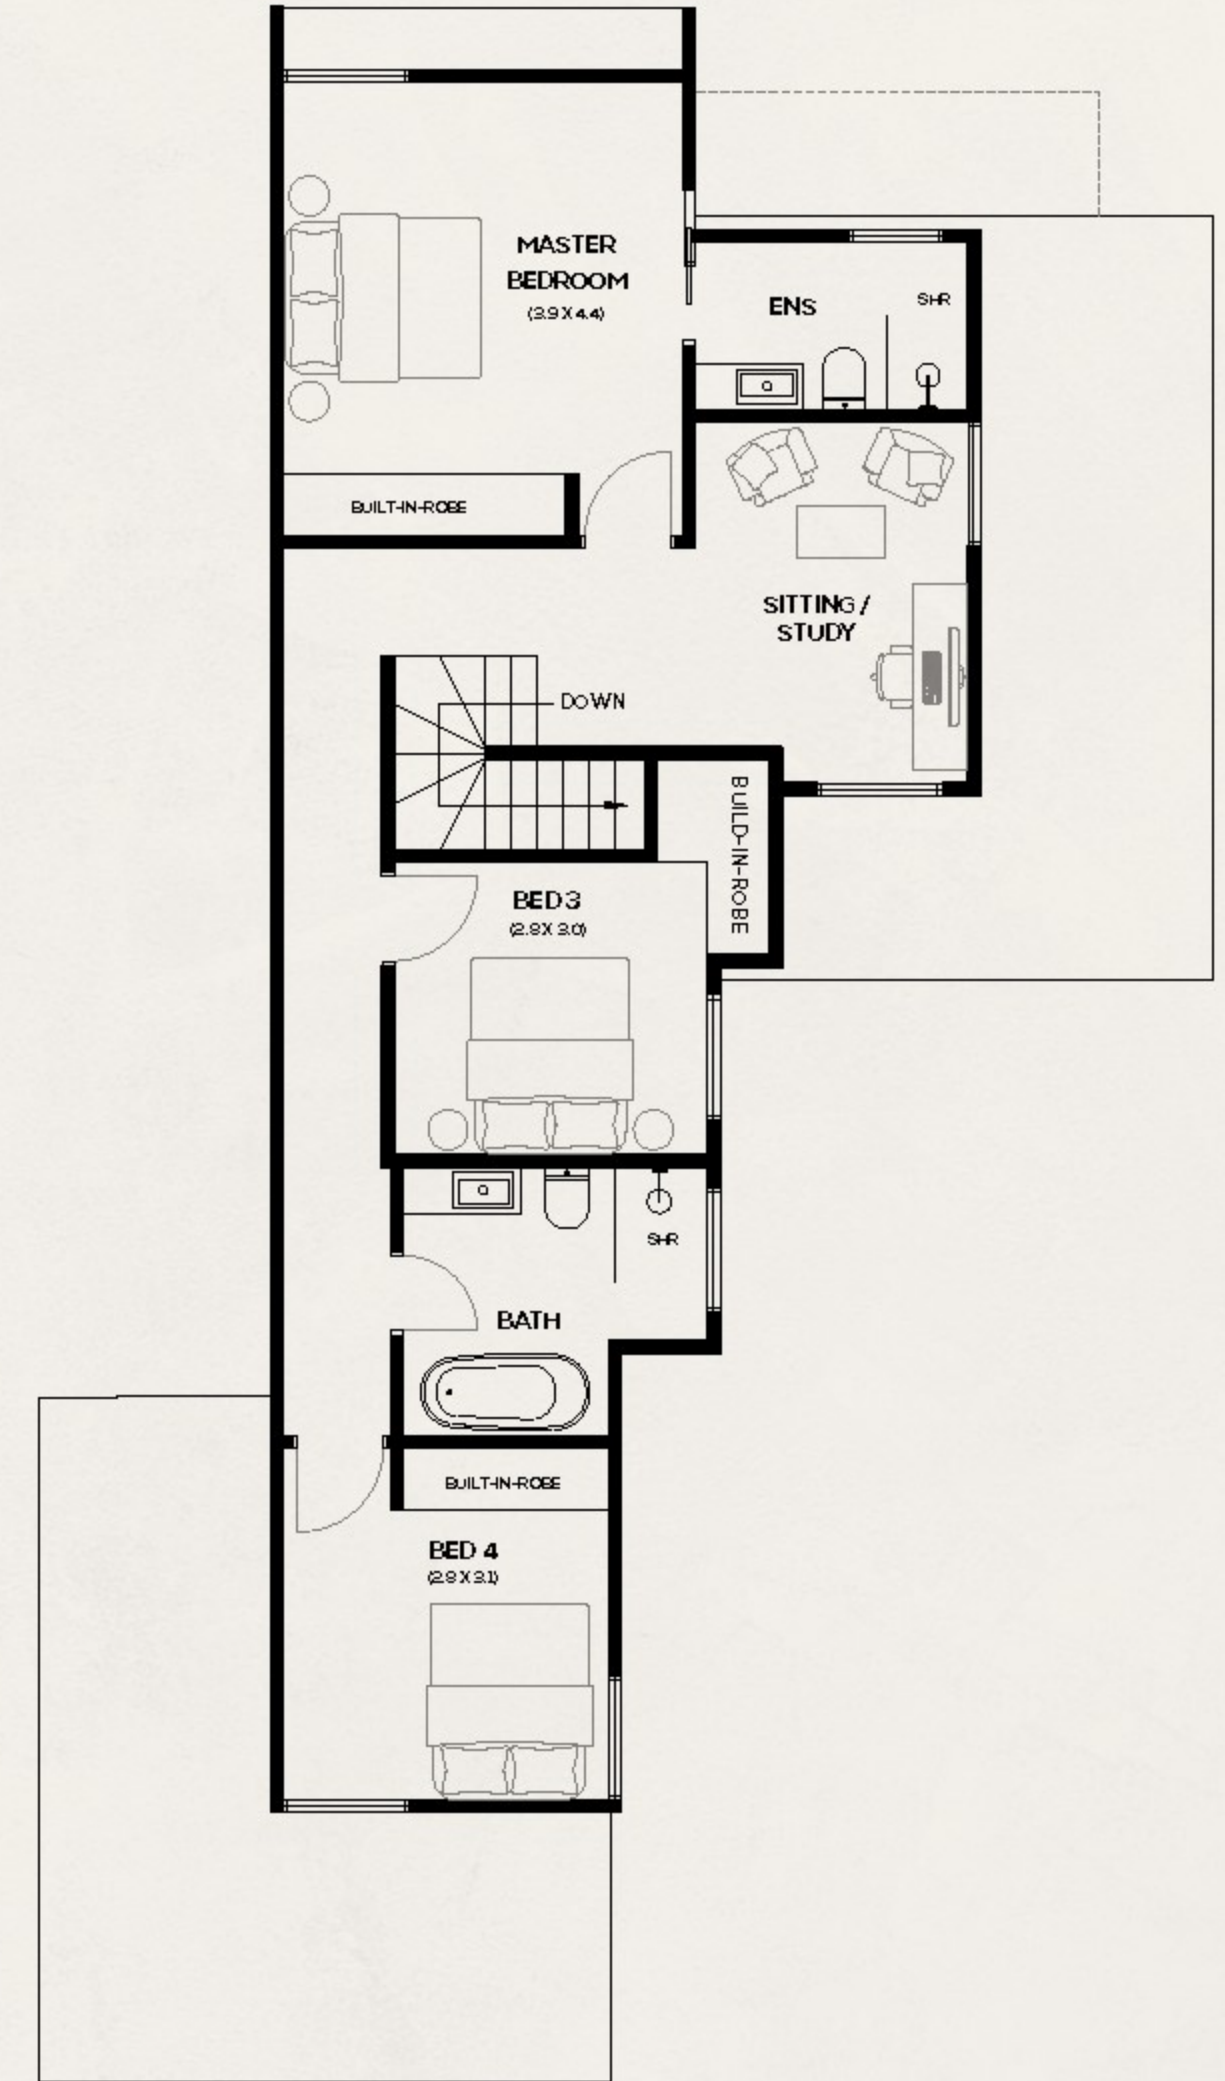 MASTER
BEDROOM
(3.9 X 4.4)
ENS
SHR
BUILT-IN-ROBE
SITTING /
STUDY
DOWN
BUILD-IN-ROBE
BED 3
(2.8 X 3.0)
SHR
BATH
BUILT-IN-ROBE
BED 4
(2.8 X 3.1)